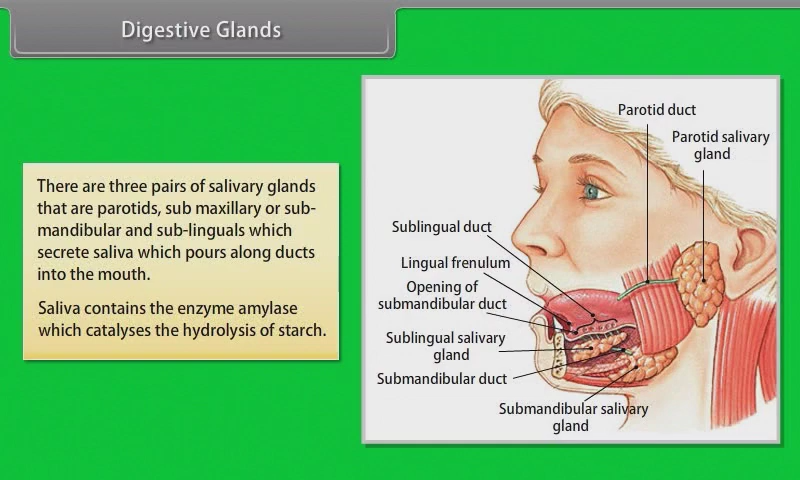 Digestive Glands
There are three pairs of salivary glands
that are parotids, sub maxillary or sub-
mandibular and sub-linguals which
secrete saliva which pours along ducts
into the mouth.
Saliva contains the enzyme amylase
which catalyses the hydrolysis of starch.
Parotid duct
Parotid salivary
gland
Sublingual duct
Lingual frenulum
Opening of
submandibular duct
Sublingual salivary
gland
Submandibular duct
Submandibular salivary
gland